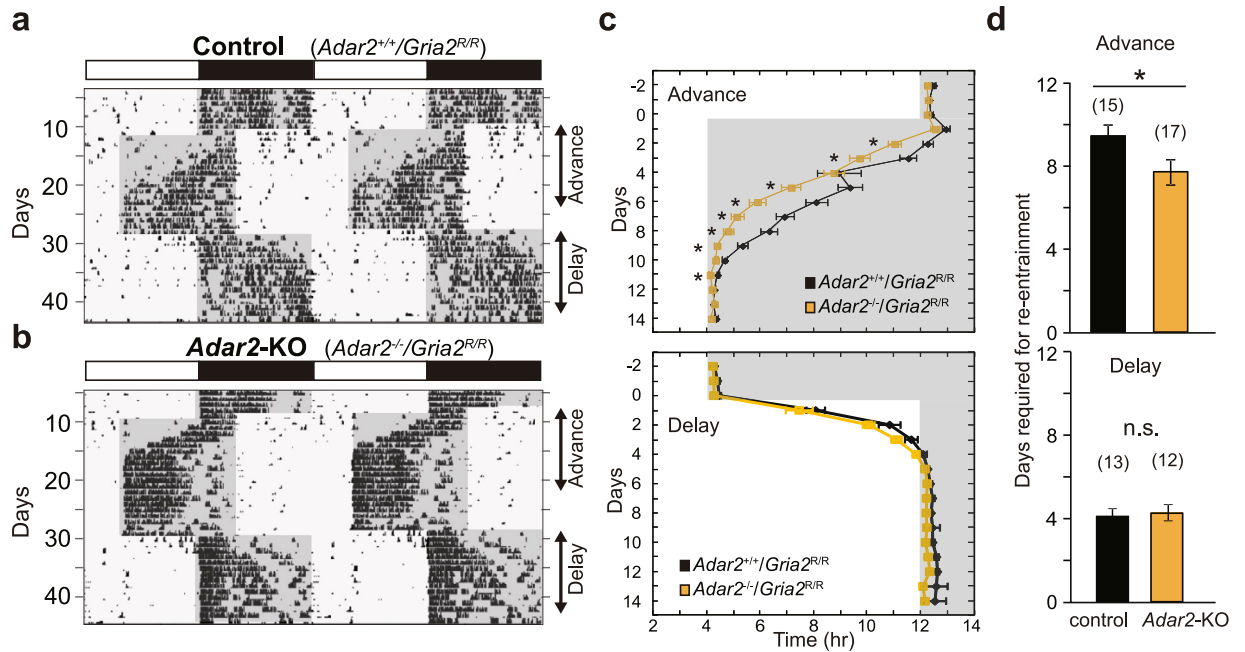 a
Control (Adar2+/+/Gria2R/R)
10
20
30
40
Days
Advance
Delay
b
Adar2-KO (Adar2-/-/Gria2R/R)
10
20
30
40
Days
Advance
Delay
c
Advance
-2
0
2
4
6
8
10
12
14
Days
* * * * * * * *
Adar2+/+/Gria2R/R
Adar2-/-/Gria2R/R
Delay
-2
0
2
4
6
8
10
12
14
Days
Adar2+/+/Gria2R/R
Adar2-/-/Gria2R/R
2 4 6 8 10 12 14
Time (hr)
d
Advance
12
8
4
0
*
(15)
(17)
Days required for re-entrainment
Delay
12
8
4
0
n.s.
(13) (12)
control Adar2-KO